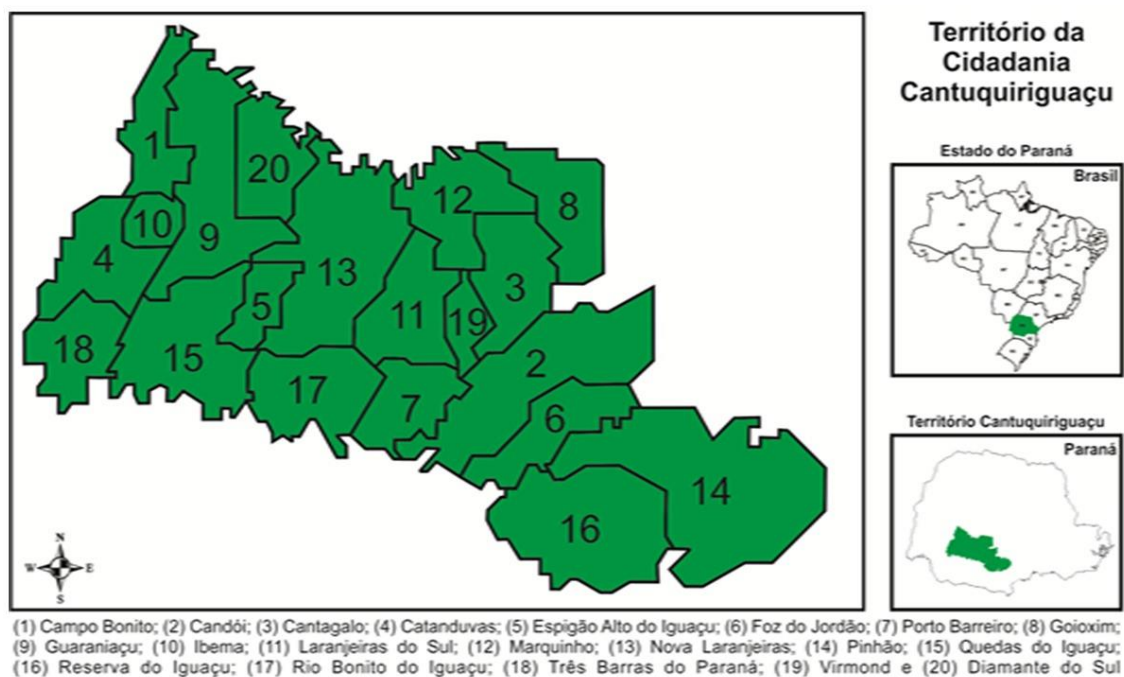 Território da
Cidadania
Cantuquiriguaçu
Estado do Paraná
Brasil
Território Cantuquiriguaçu
Paraná
1
20
12
8
10
9
4
13
3
5
11
19
18
15
2
17
7
6
14
16
N
W
E
S
(1) Campo Bonito; (2) Candói; (3) Cantagalo; (4) Catanduvas; (5) Espigão Alto do Iguaçu; (6) Foz do Jordão; (7) Porto Barreiro; (8) Goioxim;
(9) Guaraniaçu; (10) Ibema; (11) Laranjeiras do Sul; (12) Marquinho; (13) Nova Laranjeiras; (14) Pinhão; (15) Quedas do Iguaçu;
(16) Reserva do Iguaçu; (17) Rio Bonito do Iguaçu; (18) Três Barras do Paraná; (19) Virmond e (20) Diamante do Sul